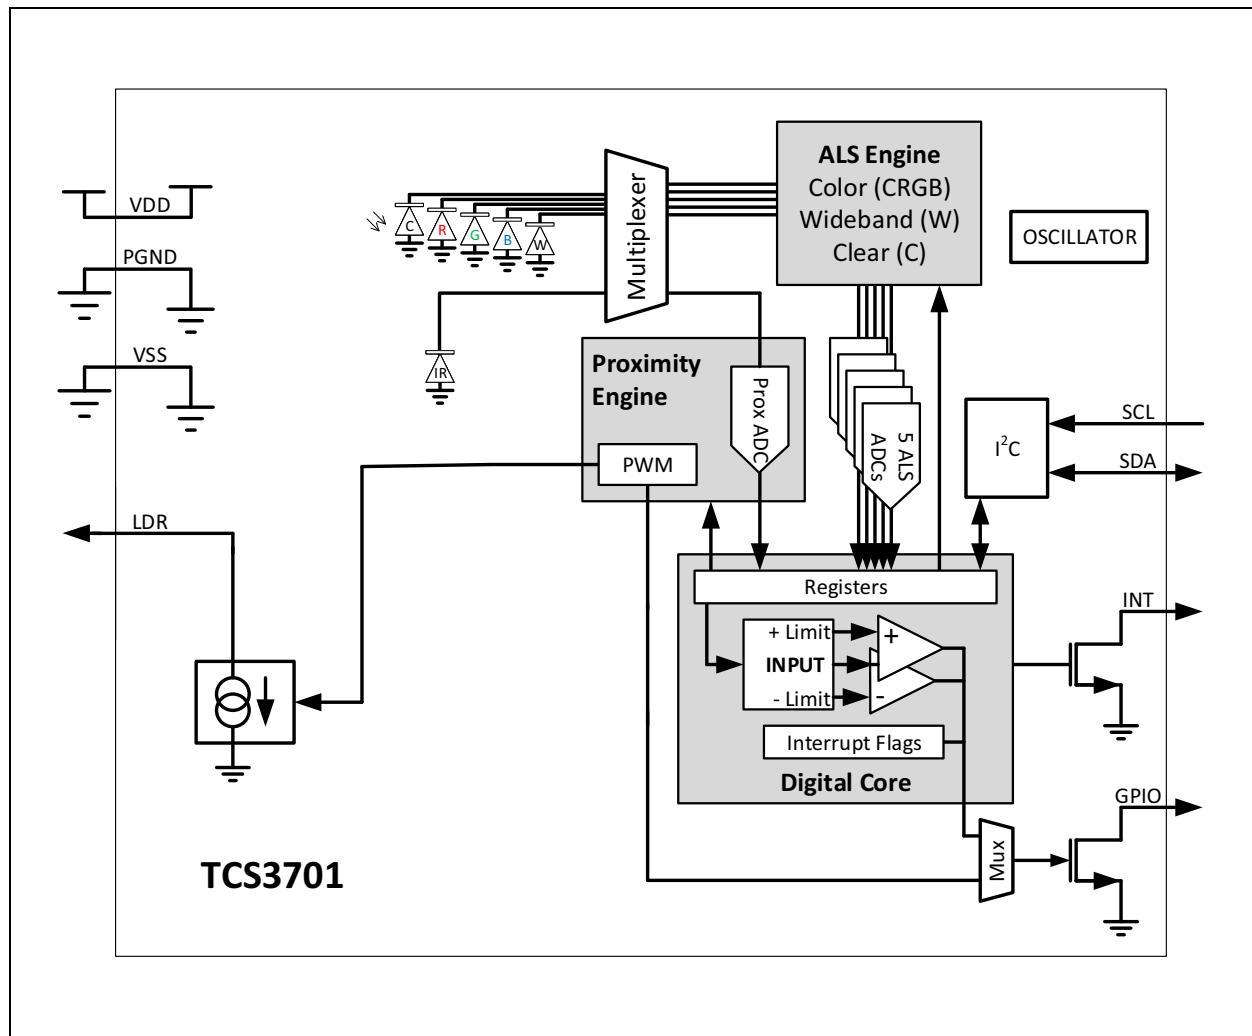 ALS Engine
Color (CRGB)
Wideband (W)
Clear (C)
OSCILLATOR
Multiplexer
VDD
PGND
VSS
C
R
G
B
W
IR
Proximity
Engine
Prox ADC
PWM
5 ALS
ADCs
I²C
SCL
SDA
LDR
Registers
+ Limit
INPUT
- Limit
+
-
Interrupt Flags
Digital Core
INT
GPIO
Mux
TCS3701